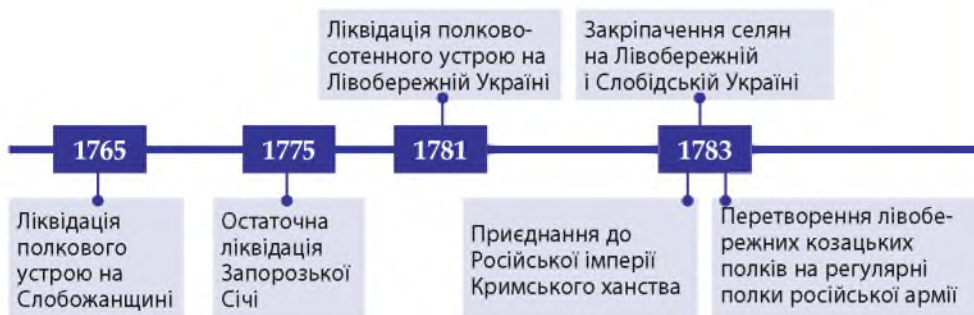 Ліквідація полково-
сотенного устрою на
Лівобережній Україні
Закріпачення селян
на Лівобережній
і Слобідській Україні
1765
1775
1781
1783
Ліквідація
полкового
устрою на
Слобожанщині
Остаточна
ліквідація
Запорозької
Січі
Приєднання до
Російської імперії
Кримського ханства
Перетворення лівобе-
режних козацьких
полків на регулярні
полки російської армії